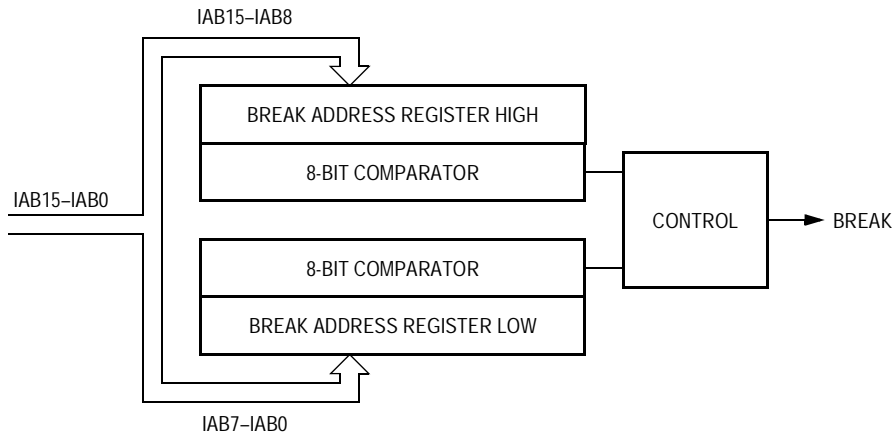 IAB15–IAB8
BREAK ADDRESS REGISTER HIGH
8-BIT COMPARATOR
IAB15–IAB0
CONTROL
BREAK
8-BIT COMPARATOR
BREAK ADDRESS REGISTER LOW
IAB7–IAB0